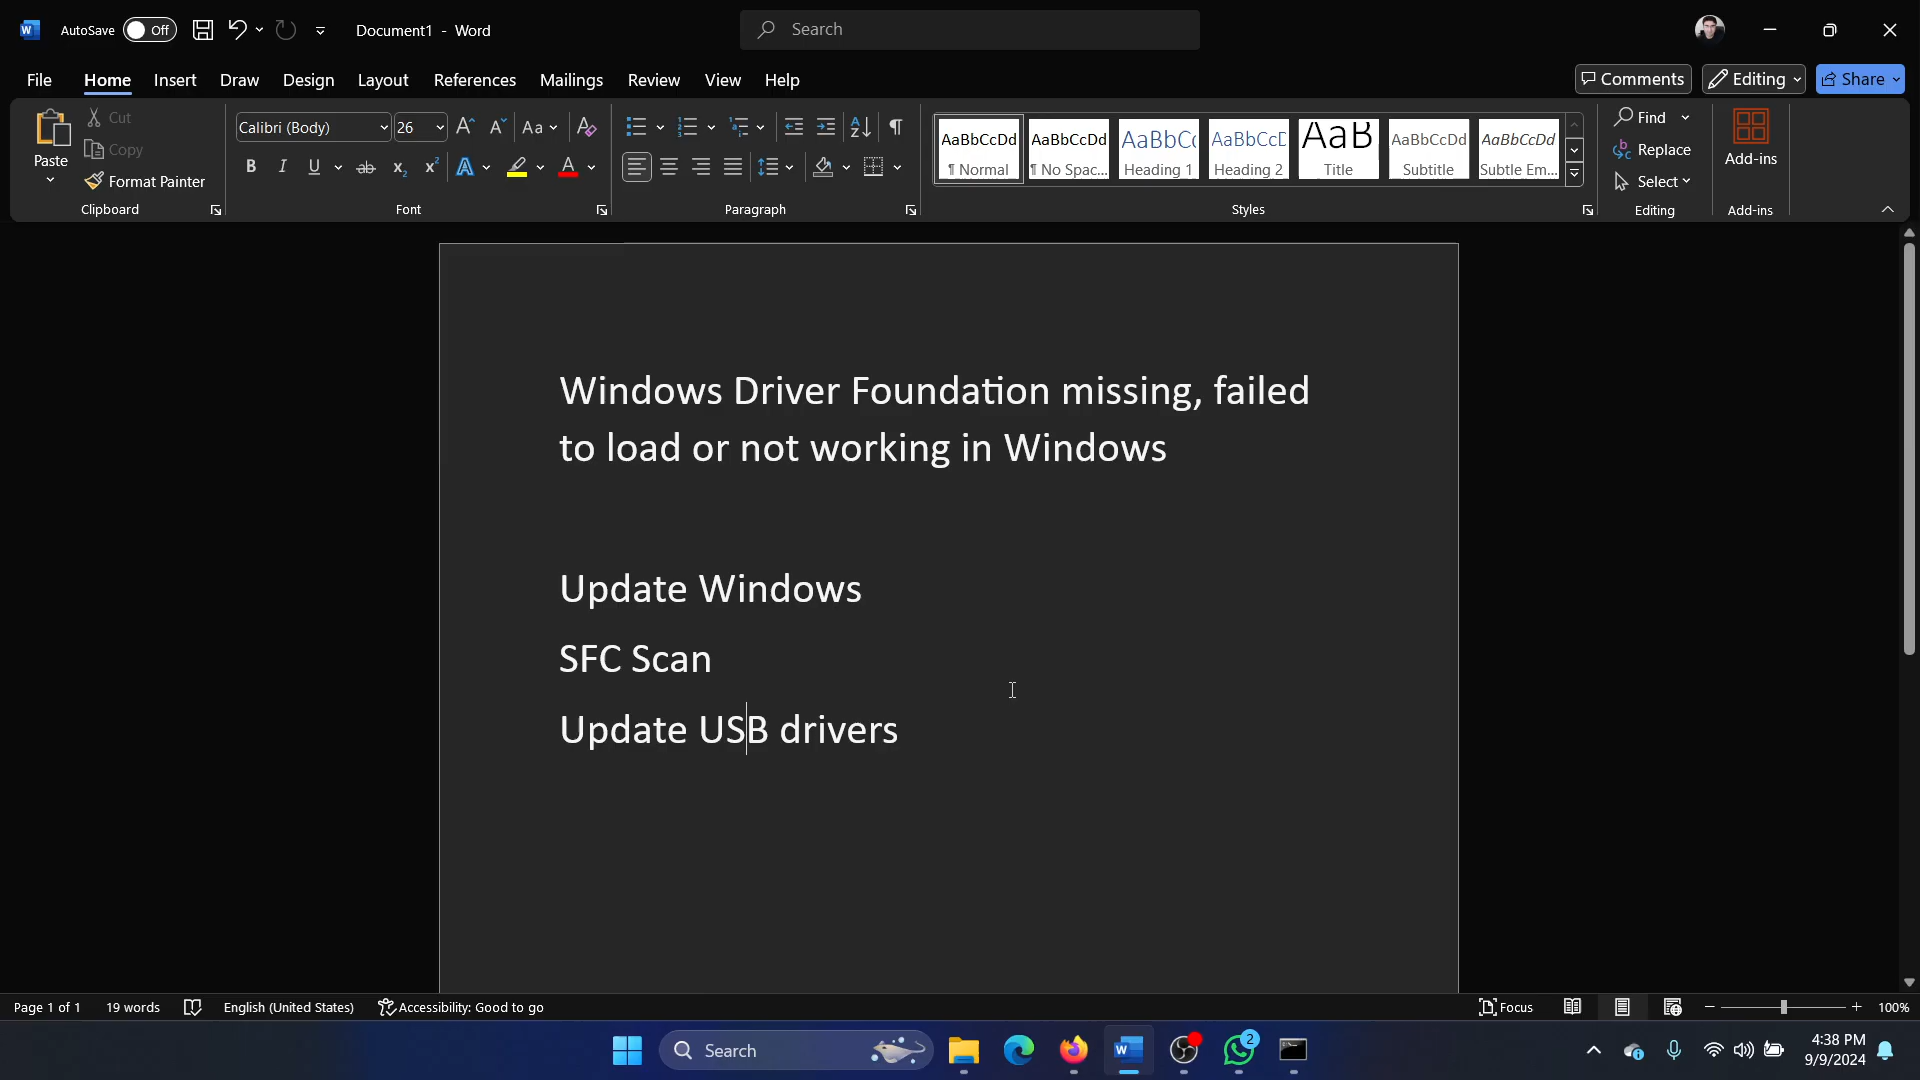 AutoSave Off Document1 - Word Search
File Home Insert Draw Design Layout References Mailings Review View Help Comments Editing Share
Paste Cut Copy Format Painter Clipboard
Calibri (Body) 26 Font
Paragraph
AaBbCcDd ¶ Normal
AaBbCcDd ¶ No Spac...
AaBbCc Heading 1
AaBbCcC Heading 2
AaB Title
AaBbCcDd Subtitle
AaBbCcDd Subtle Em...
Styles
Find Replace Select Editing
Add-ins Add-ins
Windows Driver Foundation missing, failed
to load or not working in Windows
Update Windows
SFC Scan
Update USB drivers
Page 1 of 1 19 words English (United States) Accessibility: Good to go Focus 100%
Search 2 4:38 PM
9/9/2024